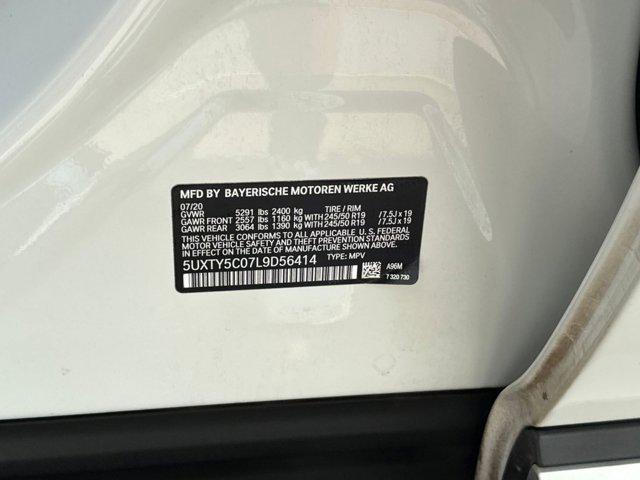 MFD BY BAYERISCHE MOTOREN WERKE AG
07/20 TIRE / RIM
GVWR 5291 lbs 2400 kg
GAWR FRONT 2557 lbs 1160 kg WITH 245/50 R19 /7.5J x 19
GAWR REAR 3064 lbs 1390 kg WITH 245/50 R19 /7.5J x 19
THIS VEHICLE CONFORMS TO ALL APPLICABLE U.S. FEDERAL
MOTOR VEHICLE SAFETY, BUMPER, AND THEFT PREVENTION
STANDARDS IN EFFECT ON THE DATE OF MANUFACTURE SHOWN ABOVE.
5UXTY5C07L9D56414 TYPE: MPV
A96M
7 320 730